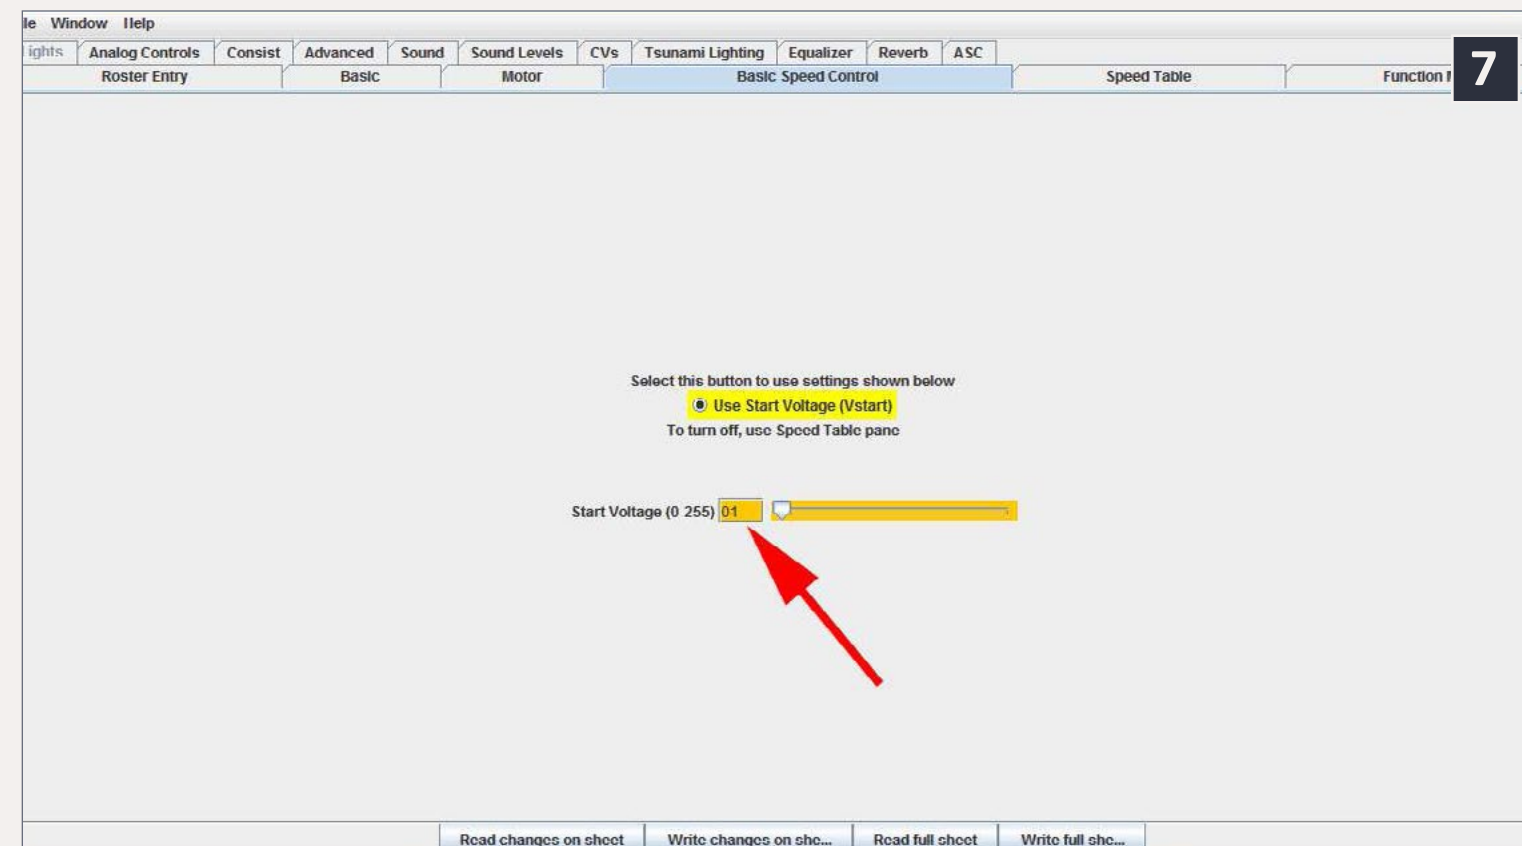 le Window Help
ights Analog Controls Consist Advanced Sound Sound Levels CVs Tsunami Lighting Equalizer Reverb ASC
Roster Entry Basic Motor Basic Speed Control Speed Table Function
7
Select this button to use settings shown below
Use Start Voltage (Vstart)
To turn off, use Speed Table pane
Start Voltage (0 255) 01
Read changes on sheet Write changes on she... Read full sheet Write full she...